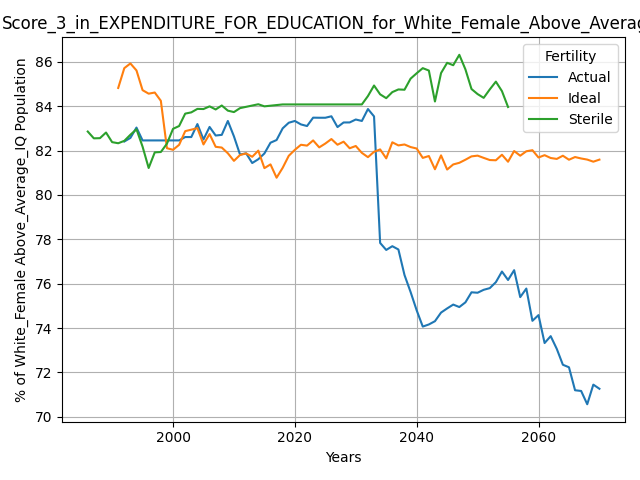 Score_3_in_EXPENDITURE_FOR_EDUCATION_for_White_Female_Above_Averag
% of White_Female Above_Average_IQ Population
86
84
82
80
78
76
74
72
70
Fertility
Actual
Ideal
Sterile
2000
2020
2040
2060
Years